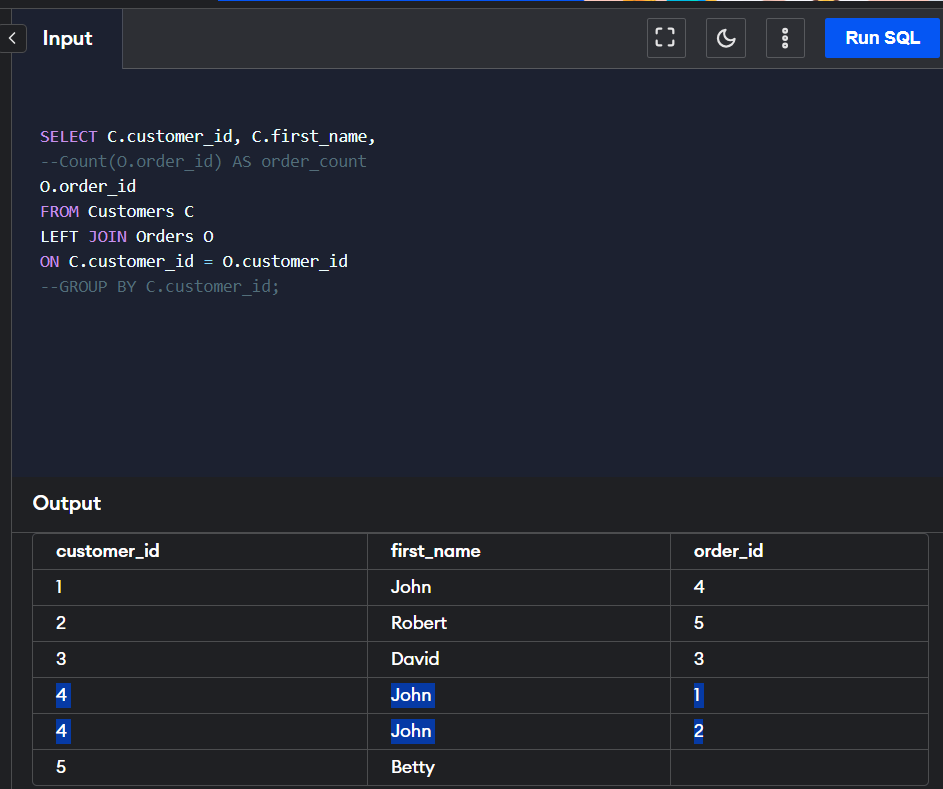 Input
Run SQL
SELECT C.customer_id, C.first_name,
--Count(O.order_id) AS order_count
O.order_id
FROM Customers C
LEFT JOIN Orders O
ON C.customer_id = O.customer_id
--GROUP BY C.customer_id;
Output
customer_id first_name order_id
1 John 4
2 Robert 5
3 David 3
4 John 1
4 John 2
5 Betty